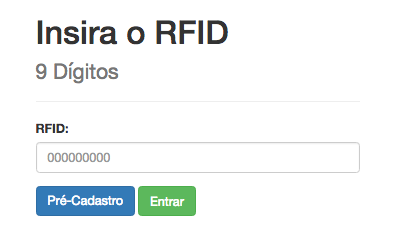 Insira o RFID
9 Dígitos
RFID:
000000000
Pré-Cadastro Entrar